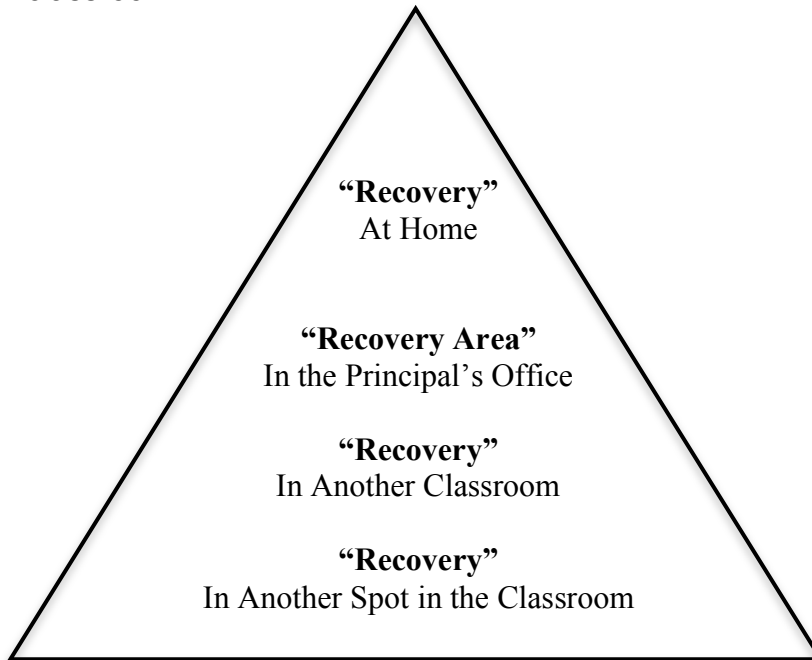 “Recovery”
At Home
“Recovery Area”
In the Principal’s Office
“Recovery”
In Another Classroom
“Recovery”
In Another Spot in the Classroom